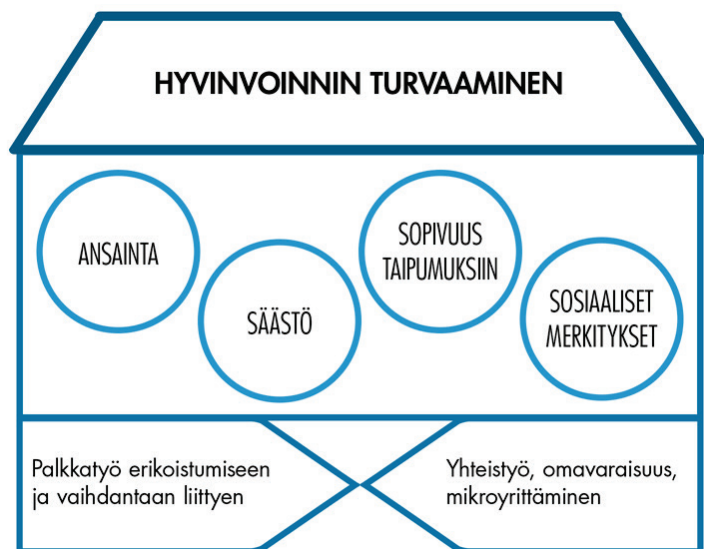 HYVINVOINNIN TURVAAMINEN
ANSAINTA
SÄÄSTÖ
SOPIVUUS
TAIPUMUKSIIN
SOSIAALISET
MERKITYKSET
Palkkatyö erikoistumiseen
ja vaihdantaan liittyen
Yhteistyö, omavaraisuus,
mikroyrittäminen